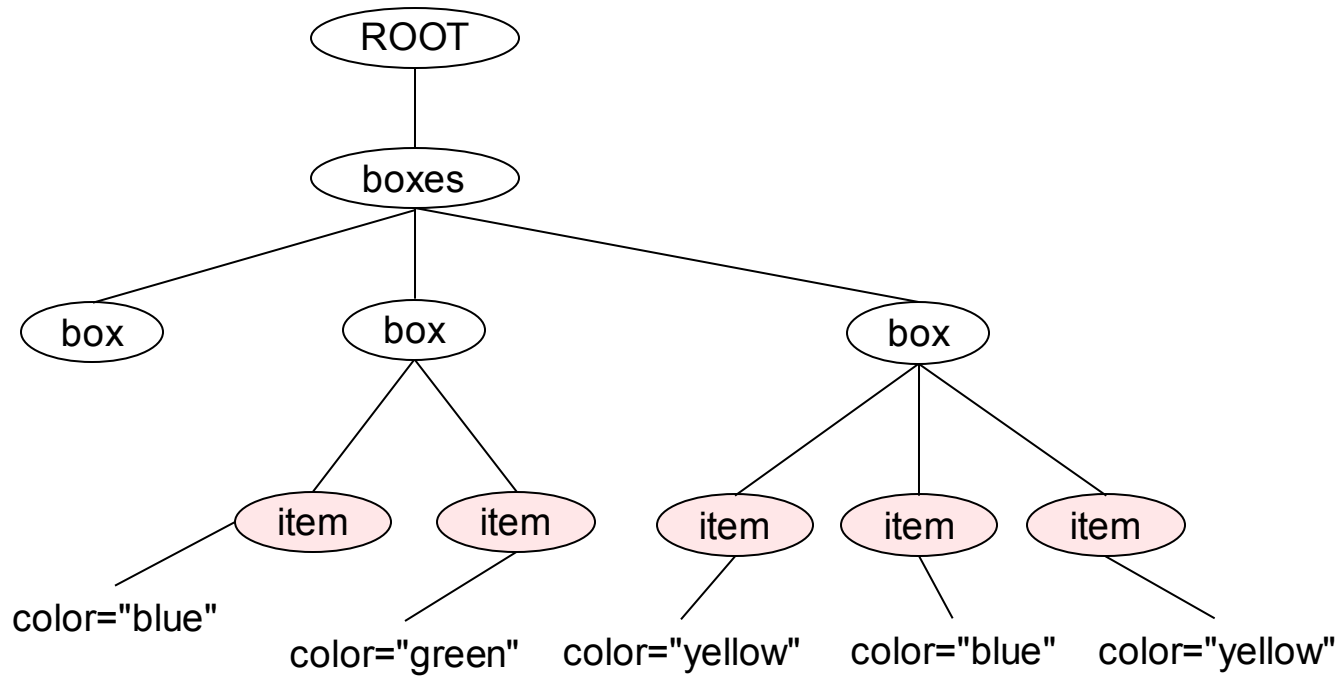 ROOT
boxes
box
box
box
item
item
item
item
item
color="blue"
color="green"
color="yellow"
color="blue"
color="yellow"